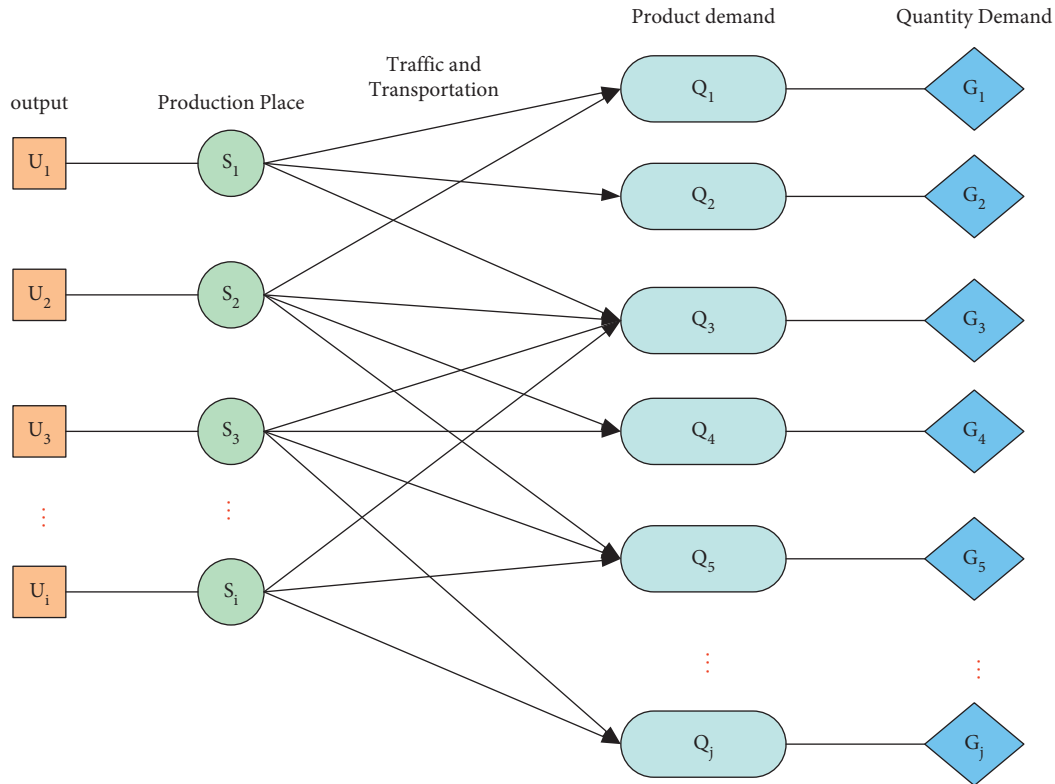 Product demand
Quantity Demand
Traffic and
Transportation
output
Production Place
U1
S1
Q1
G1
Q2
G2
U2
S2
Q3
G3
U3
S3
Q4
G4
Q5
G5
Ui
Si
Qj
Gj